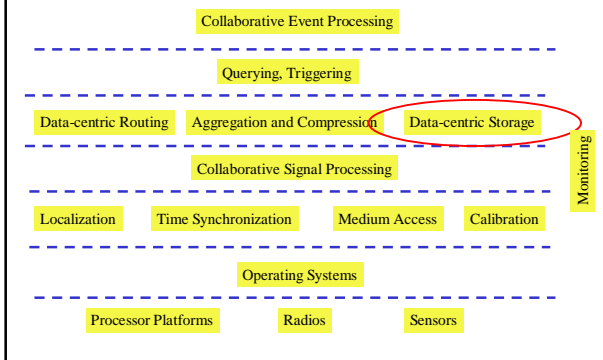 Collaborative Event Processing
Querying, Triggering
Data-centric Routing Aggregation and Compression Data-centric Storage
Monitoring
Collaborative Signal Processing
Localization Time Synchronization Medium Access Calibration
Operating Systems
Processor Platforms Radios Sensors